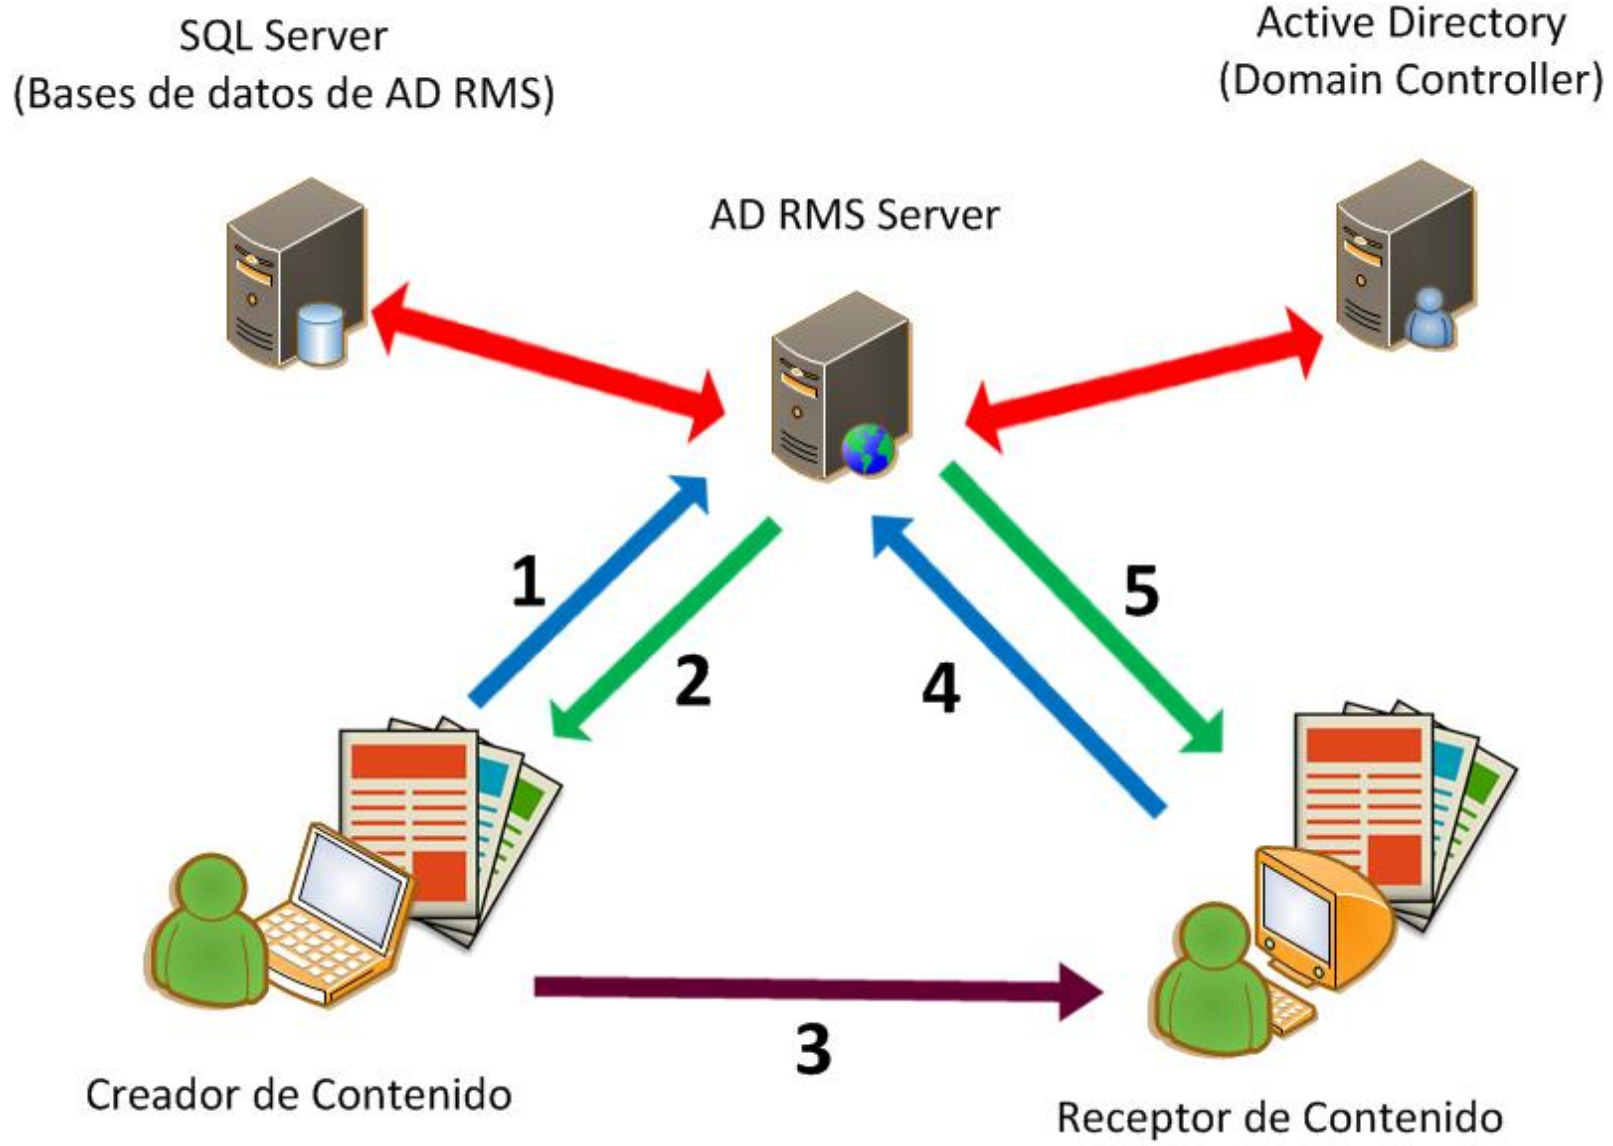 SQL Server
(Bases de datos de AD RMS)
Active Directory
(Domain Controller)
AD RMS Server
1
2
5
4
3
Creador de Contenido
Receptor de Contenido